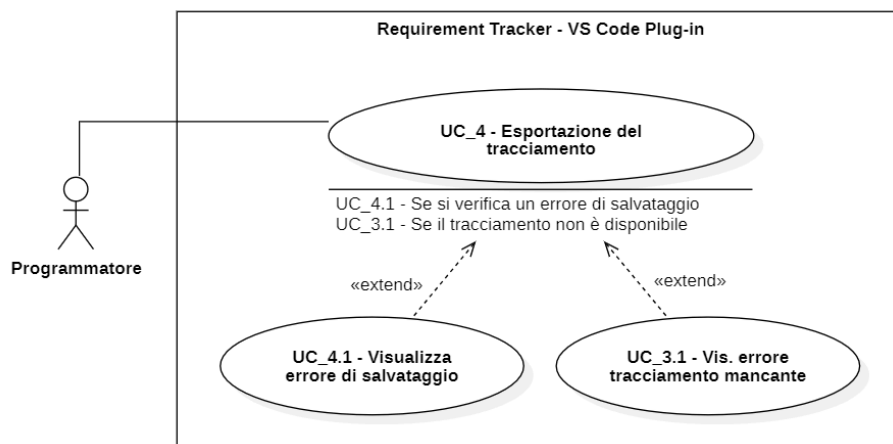 Requirement Tracker - VS Code Plug-in
UC_4 - Esportazione del
tracciamento
UC_4.1 - Se si verifica un errore di salvataggio
UC_3.1 - Se il tracciamento non è disponibile
Programmatore
«extend»
«extend»
UC_4.1 - Visualizza
errore di salvataggio
UC_3.1 - Vis. errore
tracciamento mancante